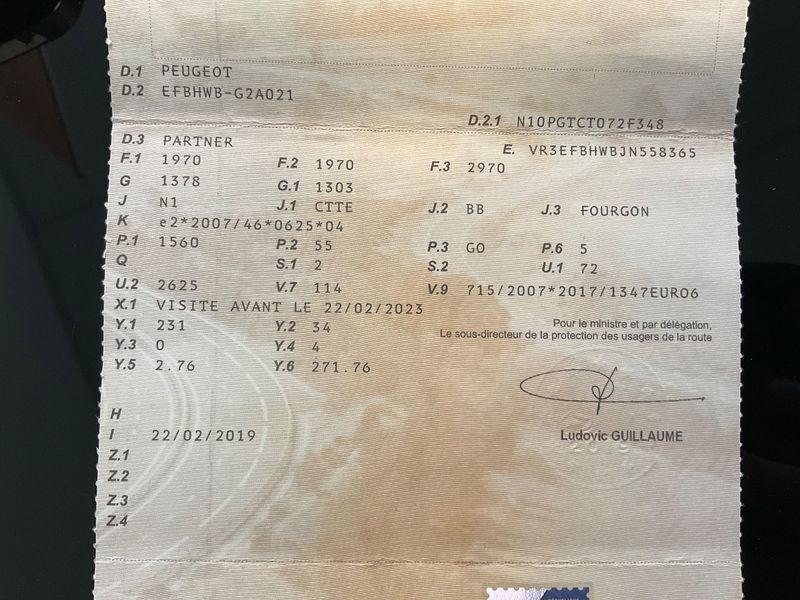 D.1 PEUGEOT
D.2 EFBHWB-G2A021
D.2.1 N10PGTCT072F348
D.3 PARTNER
E. VR3EFBHWBJN558365
F.1 1970 F.2 1970 F.3 2970
G 1378 G.1 1303
J N1 J.1 CTTE J.2 BB J.3 FOURGON
K e2*2007/46*0625*04
P.1 1560 P.2 55 P.3 GO P.6 5
Q S.1 2 S.2 U.1 72
U.2 2625 V.7 114 V.9 715/2007*2017/1347EURO6
X.1 VISITE AVANT LE 22/02/2023
Y.1 231 Y.2 34
Pour le ministre et par délégation,
Le sous-directeur de la protection des usagers de la route
Y.3 0 Y.4 4
Y.5 2.76 Y.6 271.76
H
I 22/02/2019
Ludovic GUILLAUME
Z.1
Z.2
Z.3
Z.4